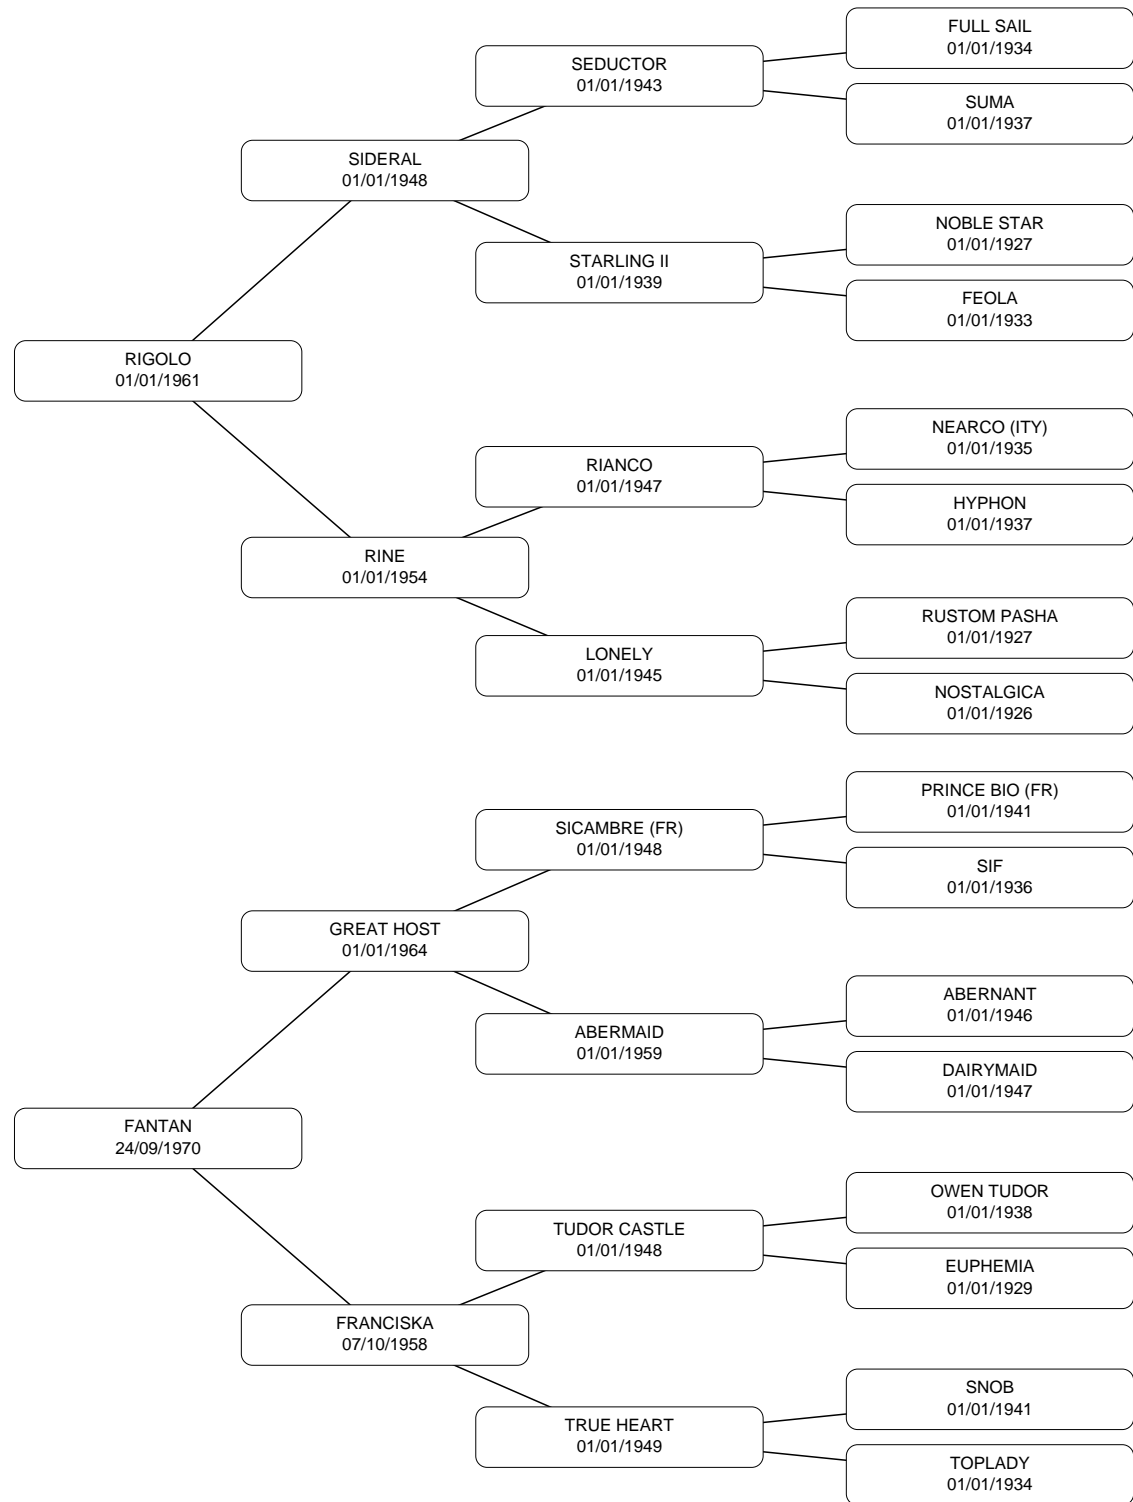 FULL SAIL
01/01/1934
SEDUCTOR
01/01/1943
SUMA
01/01/1937
SIDERAL
01/01/1948
NOBLE STAR
01/01/1927
STARLING II
01/01/1939
FEOLA
01/01/1933
RIGOLO
01/01/1961
NEARCO (ITY)
01/01/1935
RIANCO
01/01/1947
HYPHON
01/01/1937
RINE
01/01/1954
RUSTOM PASHA
01/01/1927
LONELY
01/01/1945
NOSTALGICA
01/01/1926
PRINCE BIO (FR)
01/01/1941
SICAMBRE (FR)
01/01/1948
SIF
01/01/1936
GREAT HOST
01/01/1964
ABERNANT
01/01/1946
ABERMAID
01/01/1959
DAIRYMAID
01/01/1947
FANTAN
24/09/1970
OWEN TUDOR
01/01/1938
TUDOR CASTLE
01/01/1948
EUPHEMIA
01/01/1929
FRANCISKA
07/10/1958
SNOB
01/01/1941
TRUE HEART
01/01/1949
TOPLADY
01/01/1934